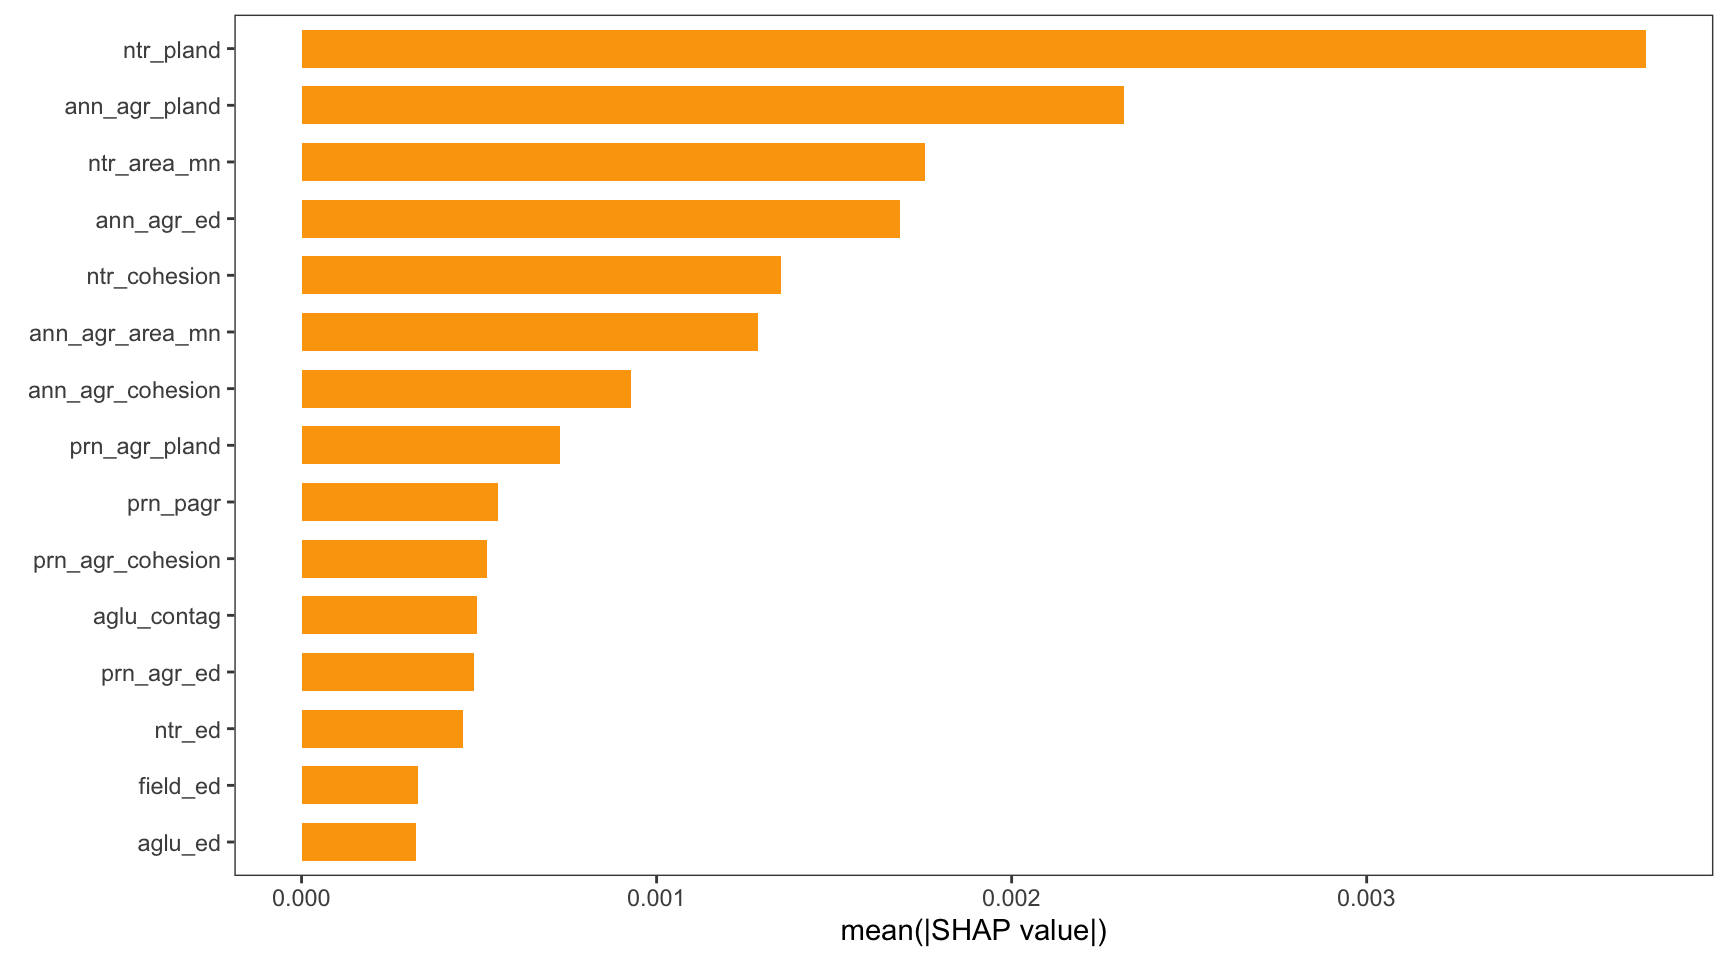 ntr_pland
ann_agr_pland
ntr_area_mn
ann_agr_ed
ntr_cohesion
ann_agr_area_mn
ann_agr_cohesion
prn_agr_pland
prn_pagr
prn_agr_cohesion
aglu_contag
prn_agr_ed
ntr_ed
field_ed
aglu_ed
0.000 0.001 0.002 0.003
mean(|SHAP value|)